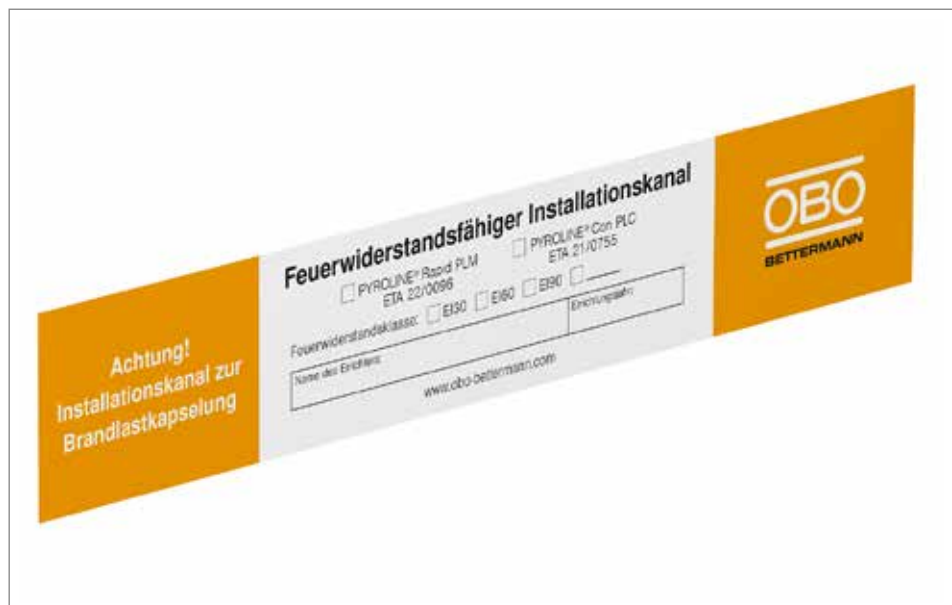 Achtung!
Installationskanal zur
Brandlastkapselung
Feuerwiderstandsfähiger Installationskanal
PYROLINE® Rapid PLM
ETA 22/0096
PYROLINE® Con PLC
ETA 21/0755
Feuerwiderstandsklasse: EI30 EI60 EI90
Name des Errichters:
Errichtungsjahr:
www.obo-bettermann.com
OBO
BETTERMANN